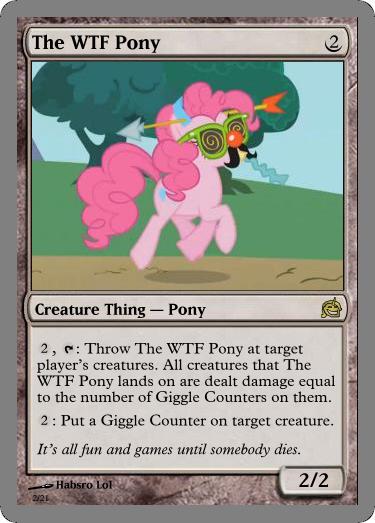 The WTF Pony 2
Creature Thing — Pony
2 , : Throw The WTF Pony at target
player's creatures. All creatures that The
WTF Pony lands on are dealt damage equal
to the number of Giggle Counters on them.
2 : Put a Giggle Counter on target creature.
It's all fun and games until somebody dies.
2/2
Habsro Lol
2/21